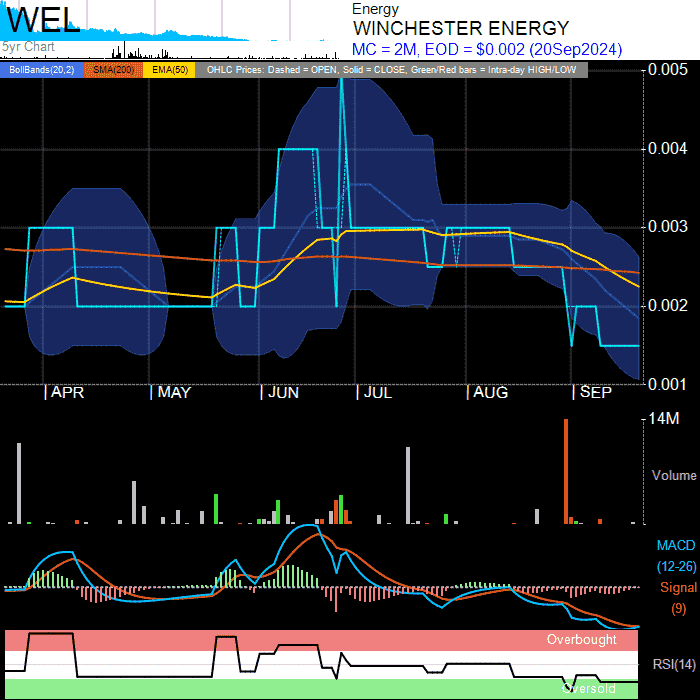 WEL
5yr Chart
Energy
WINCHESTER ENERGY
MC = 2M, EOD = $0.002 (20Sep2024)
BollBands(20,2) SMA(200) EMA(50) OHLC Prices: Dashed = OPEN, Solid = CLOSE, Green/Red bars = Intra-day HIGH/LOW
0.005
0.004
0.003
0.002
0.001
APR MAY JUN JUL AUG SEP
14M
Volume
MACD
(12-26)
Signal
(9)
Overbought
RSI(14)
Oversold